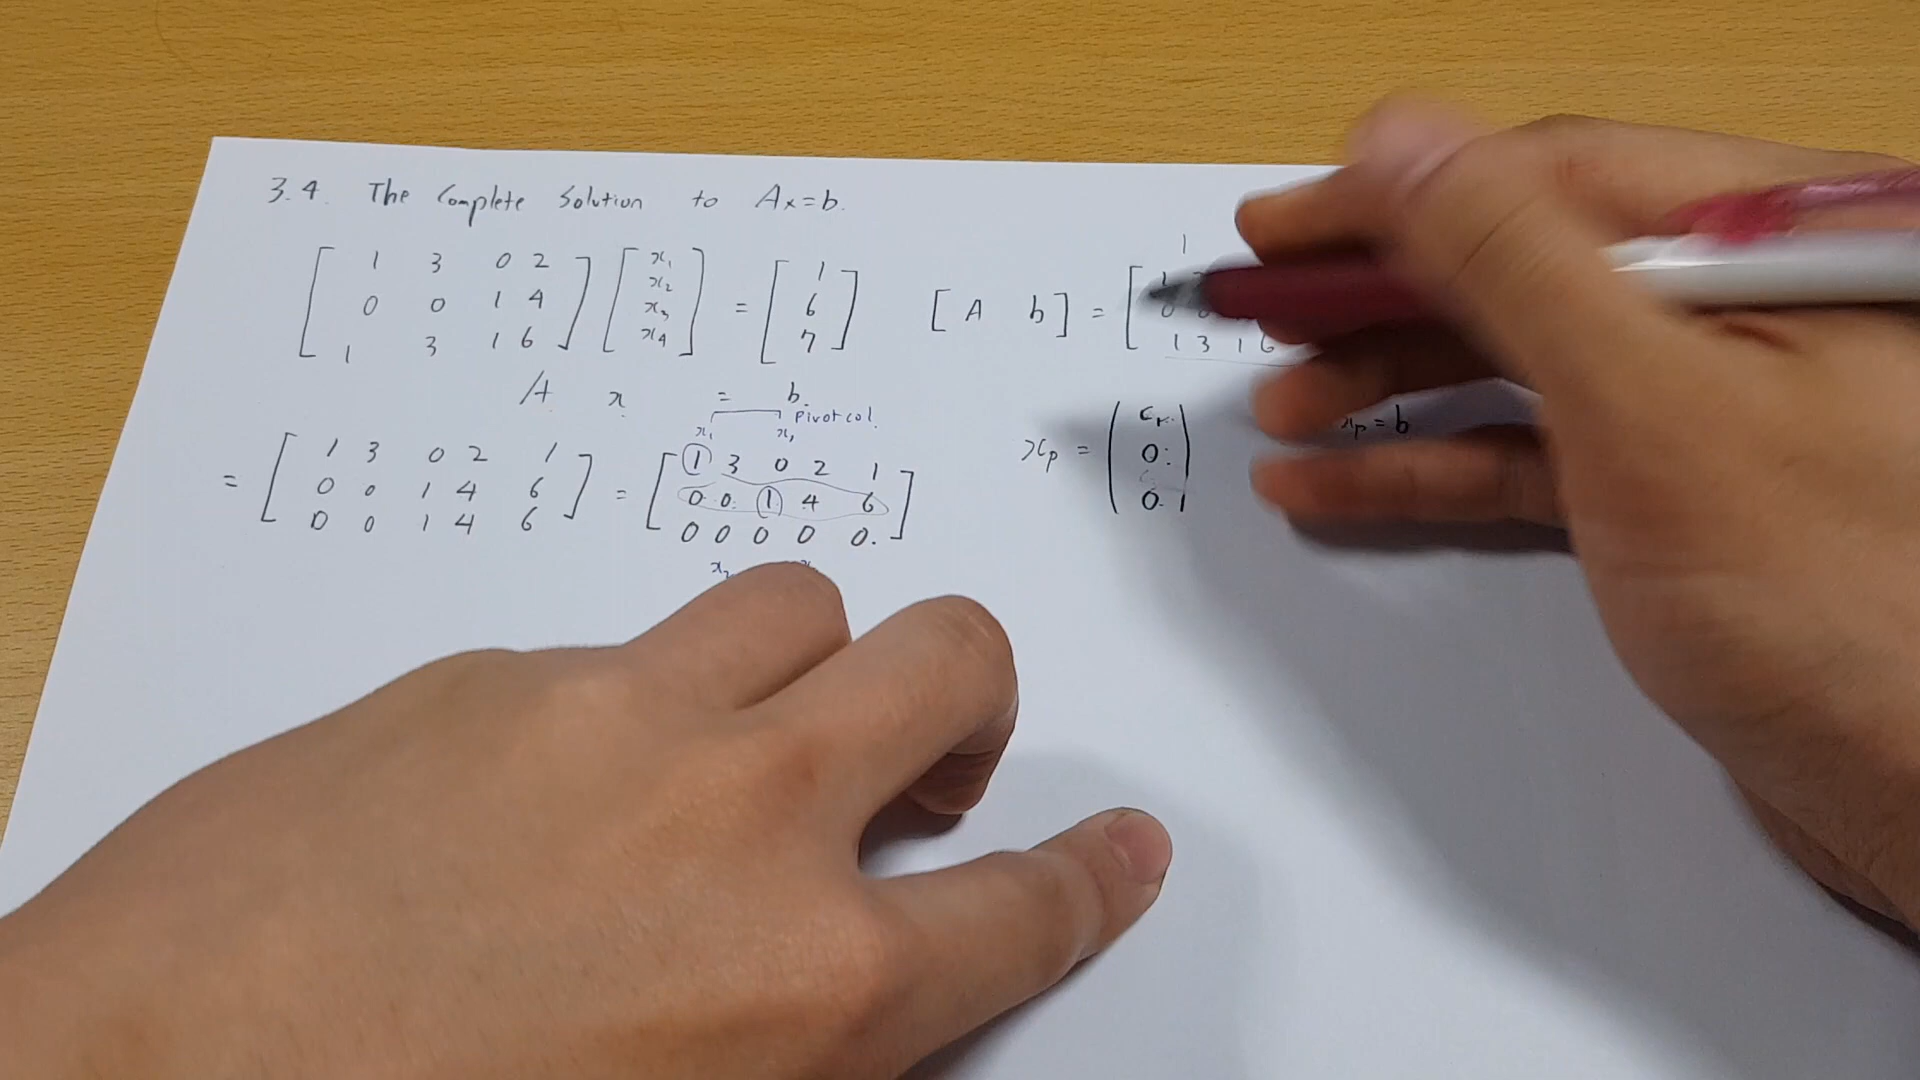 3.4. The Complete Solution to Ax=b.
[ 1 3 0 2 ] [ x₁ ] = [ 1 ]
[ 0 0 1 4 ] [ x₂ ] [ 6 ]
[ 1 3 1 6 ] [ x₃ ] [ 7 ]
[ x₄ ]
A x = b.
[ A b ] = [
1
1 3 1 6
= [ 1 3 0 2 1 ]
[ 0 0 1 4 6 ]
[ 0 0 1 4 6 ]
Pivot col.
x₁
= [ 1 3 0 2 1 ]
[ 0 0. 1 4 6 ]
[ 0 0 0 0 0. ]
x₂
xp = ( 
0.
0. )
xp = b